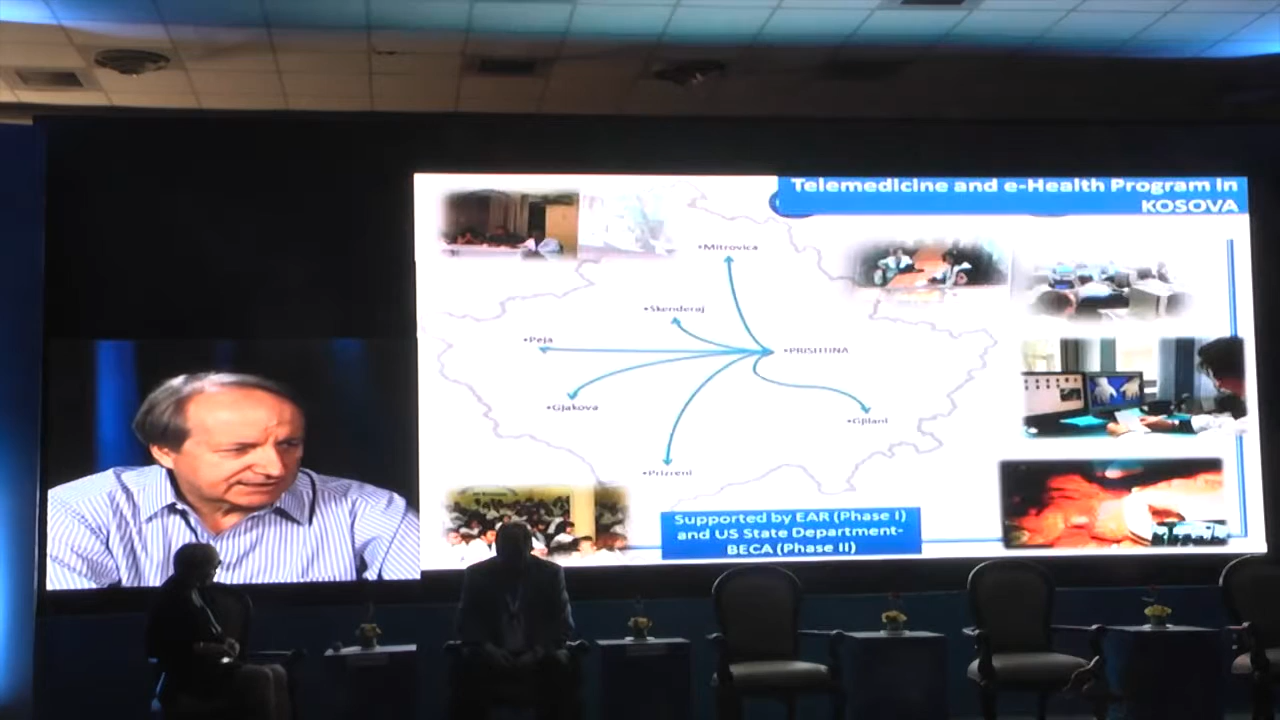 Telemedicine and e-Health Program in
KOSOVA
•Mitrovica
•Skenderaj
•Peja
•PRISHTINA
•Gjakova
•Gjilani
•Prizreni
Supported by EAR (Phase I)
and US State Department-
BECA (Phase II)